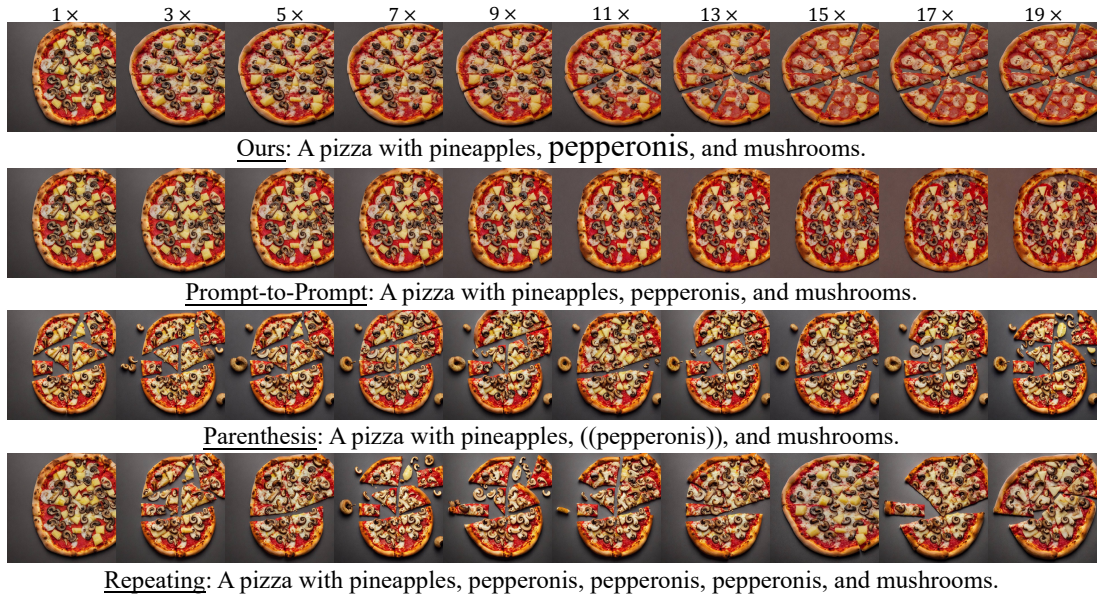 1× 3× 5× 7× 9× 11× 13× 15× 17× 19×
Ours: A pizza with pineapples, pepperonis, and mushrooms.
Prompt-to-Prompt: A pizza with pineapples, pepperonis, and mushrooms.
Parenthesis: A pizza with pineapples, ((pepperonis)), and mushrooms.
Repeating: A pizza with pineapples, pepperonis, pepperonis, pepperonis, and mushrooms.